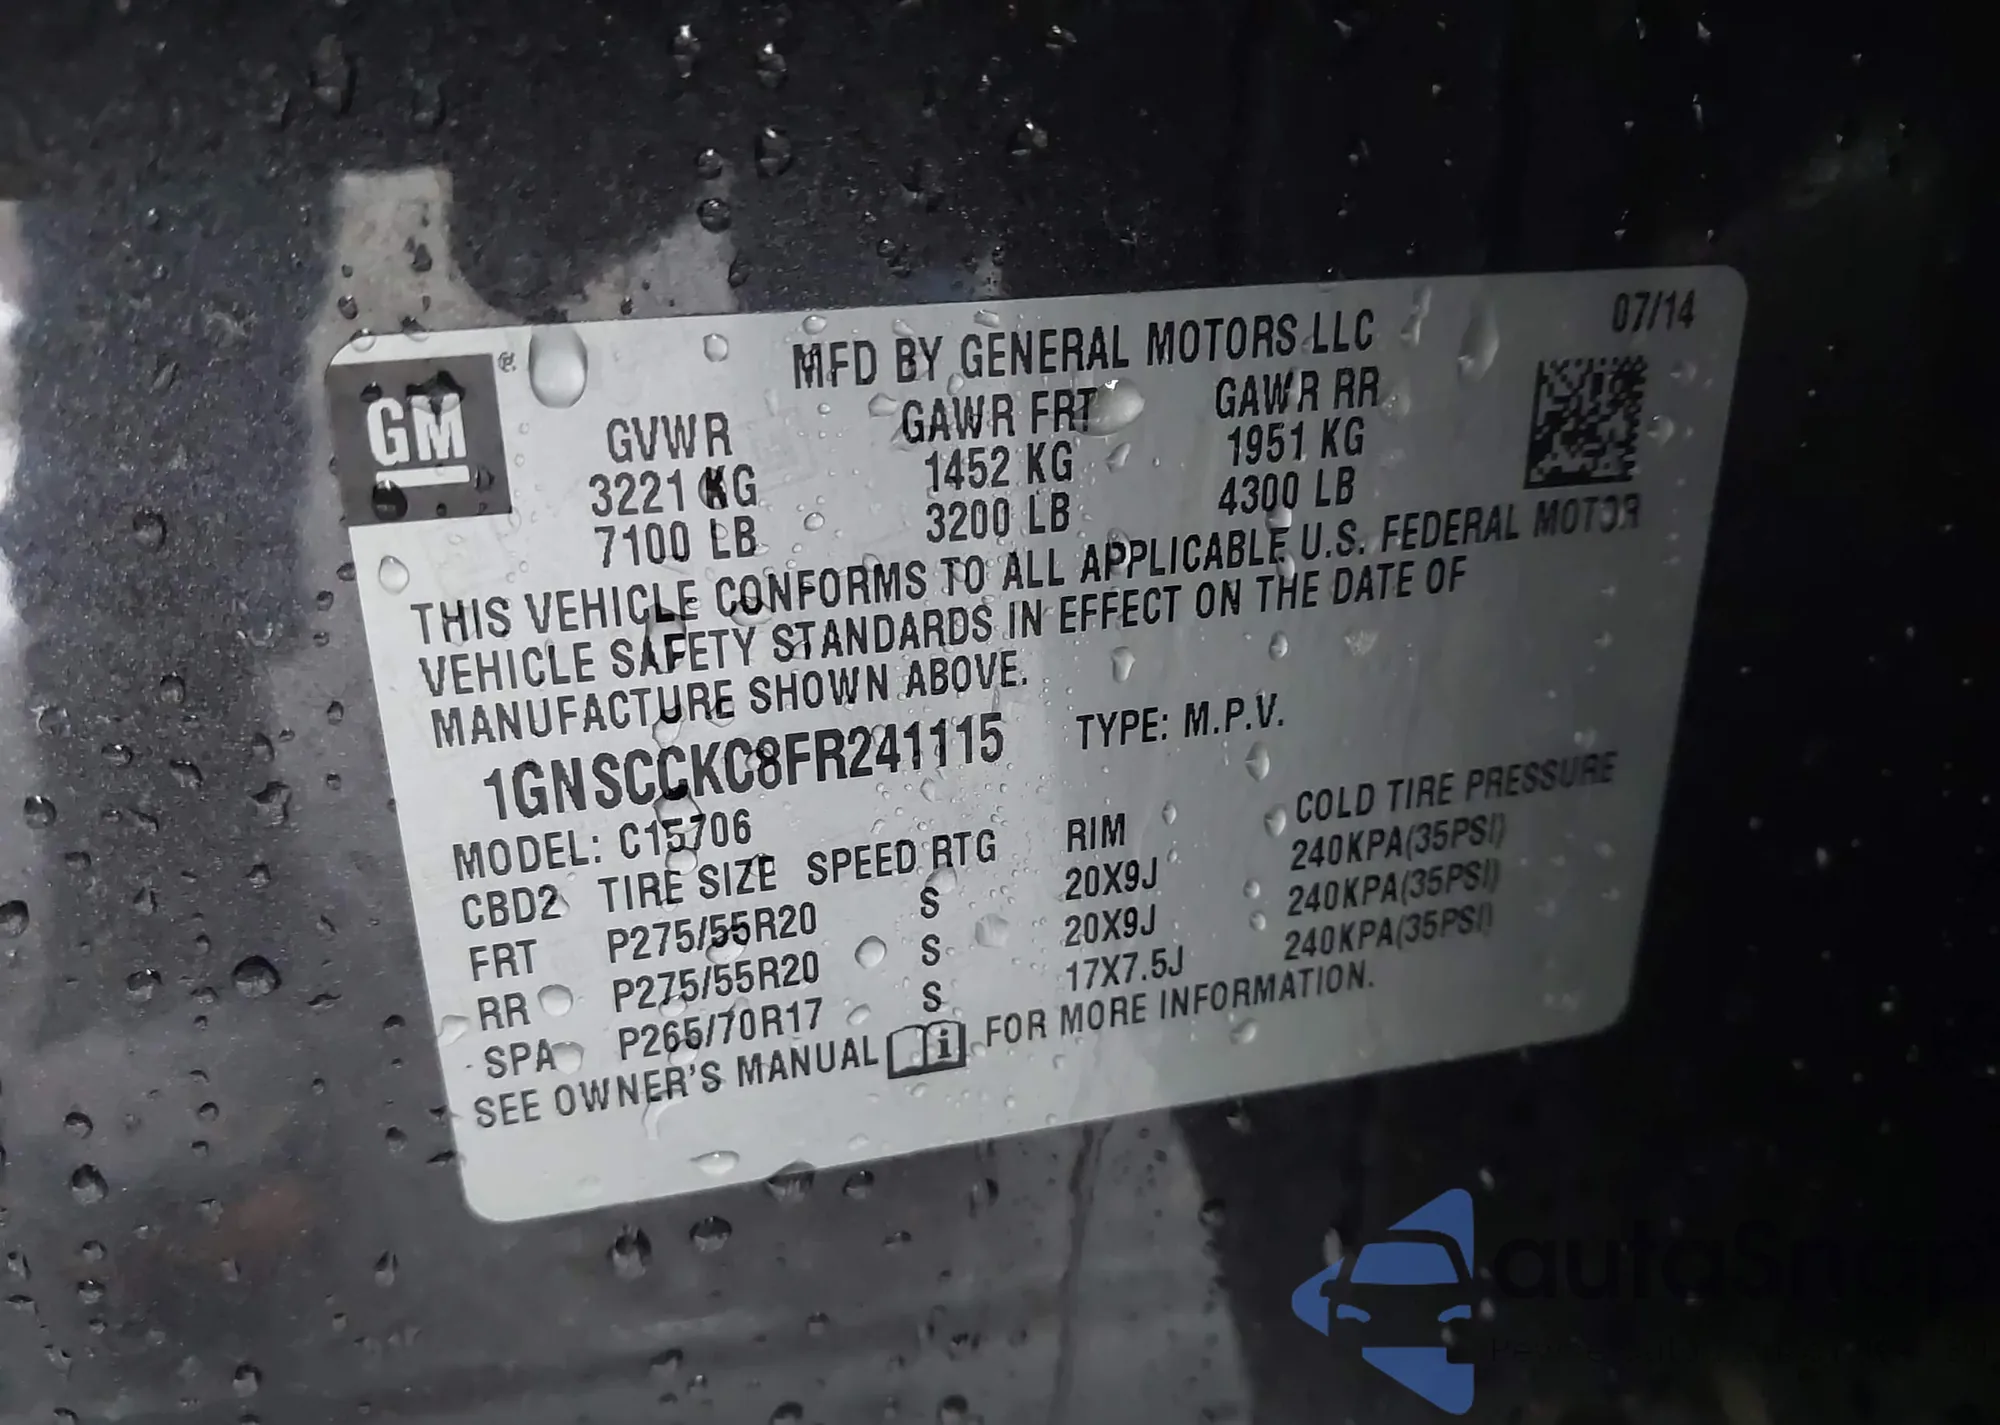 07/14
MFD BY GENERAL MOTORS LLC
GM ®
GVWR GAWR FRT GAWR RR
3221 KG 1452 KG 1951 KG
7100 LB 3200 LB 4300 LB
THIS VEHICLE CONFORMS TO ALL APPLICABLE U.S. FEDERAL MOTOR
VEHICLE SAFETY STANDARDS IN EFFECT ON THE DATE OF
MANUFACTURE SHOWN ABOVE.
1GNSCCKC8FR241115 TYPE: M.P.V.
MODEL: C15706
CBD2 TIRE SIZE SPEED RTG RIM COLD TIRE PRESSURE
FRT P275/55R20 S 20X9J 240KPA(35PSI)
RR P275/55R20 S 20X9J 240KPA(35PSI)
SPA P265/70R17 S 17X7.5J 240KPA(35PSI)
SEE OWNER'S MANUAL i FOR MORE INFORMATION.
autosnap